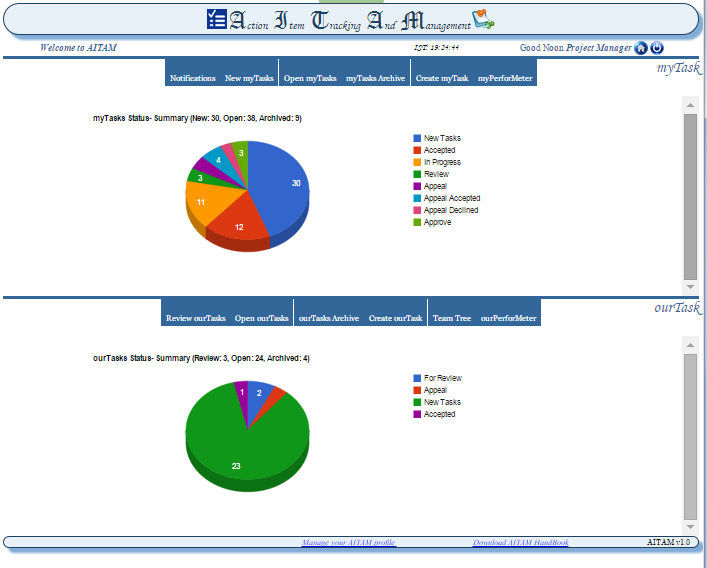 Action Item Tracking And Management
Welcome to AITAM
IST: 19:24:44
Good Noon Project Manager
myTask
Notifications New myTasks Open myTasks myTasks Archive Create myTask myPerforMeter
myTasks Status- Summary (New: 30, Open: 38, Archived: 9)
30
12
11
3
4
3
New Tasks
Accepted
In Progress
Review
Appeal
Appeal Accepted
Appeal Declined
Approve
ourTask
Review ourTasks Open ourTasks ourTasks Archive Create ourTask Team Tree ourPerforMeter
ourTasks Status- Summary (Review: 3, Open: 24, Archived: 4)
1
2
23
For Review
Appeal
New Tasks
Accepted
Manage your AITAM profile
Download AITAM HandBook
AITAM v1.0